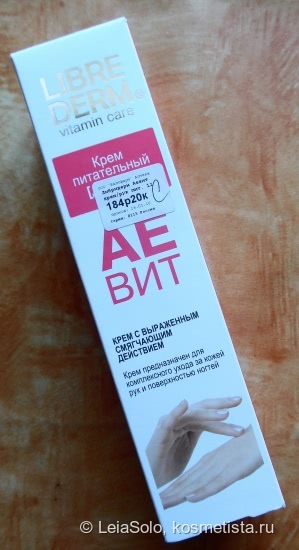 LIBRE
DERM®
vitamin care
Крем
питательный
184р20к
АЕ
ВИТ
КРЕМ С ВЫРАЖЕННЫМ
СМЯГЧАЮЩИМ
ДЕЙСТВИЕМ
Крем предназначен для
комплексного ухода за кожей
рук и поверхностью ногтей
© LeiaSolo, kosmetista.ru